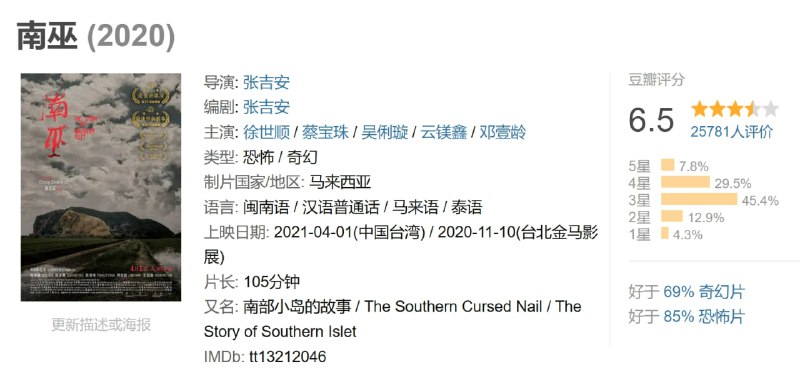 南巫 (2020)
南巫
导演: 张吉安
编剧: 张吉安
主演: 徐世顺 / 蔡宝珠 / 吴俐璇 / 云镁鑫 / 邓壹龄
类型: 恐怖 / 奇幻
制片国家/地区: 马来西亚
语言: 闽南语 / 汉语普通话 / 马来语 / 泰语
上映日期: 2021-04-01(中国台湾) / 2020-11-10(台北金马影
展)
片长: 105分钟
又名: 南部小岛的故事 / The Southern Cursed Nail / The
Story of Southern Islet
IMDb: tt13212046
更新描述或海报
豆瓣评分
6.5
25781人评价
5星 7.8%
4星 29.5%
3星 45.4%
2星 12.9%
1星 4.3%
好于 69% 奇幻片
好于 85% 恐怖片